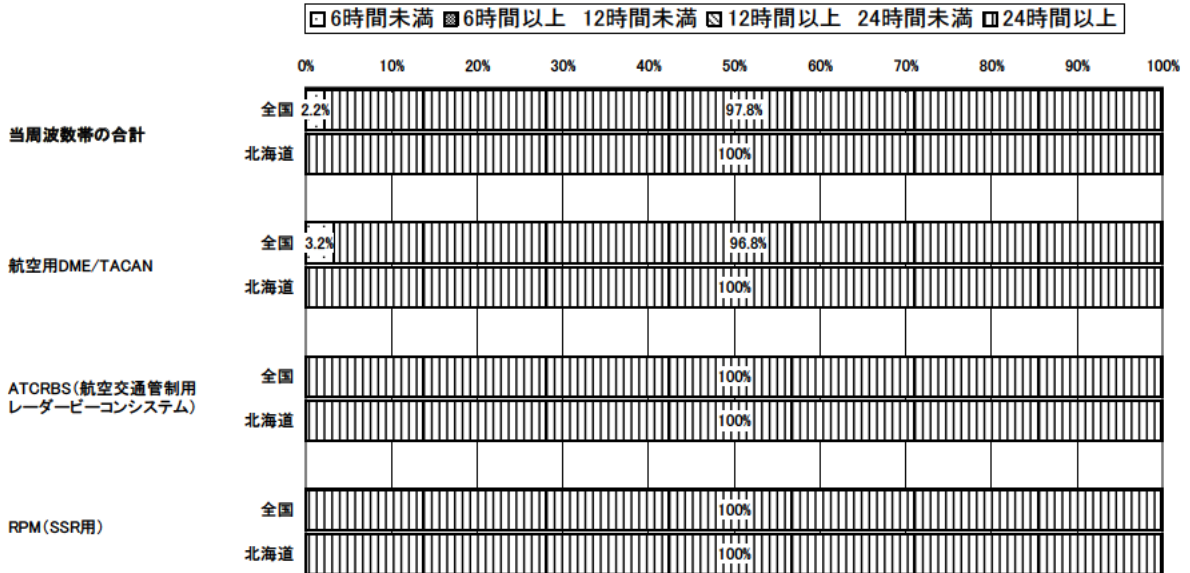 6時間未満 6時間以上 12時間未満 12時間以上 24時間未満 24時間以上
0% 10% 20% 30% 40% 50% 60% 70% 80% 90% 100%
当周波数帯の合計
全国 2.2% 97.8%
北海道 100%
航空用DME/TACAN
全国 3.2% 96.8%
北海道 100%
ATCRBS(航空交通管制用
レーダービーコンシステム)
全国 100%
北海道 100%
RPM(SSR用)
全国 100%
北海道 100%